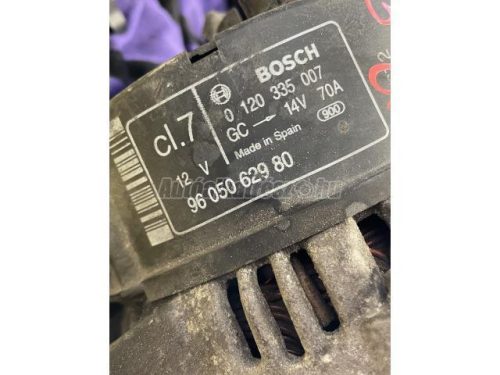 BOSCH
cl.7
0 120 335 007
GC → 14V 70A
Made in Spain 900
12 V
96 050 629 80